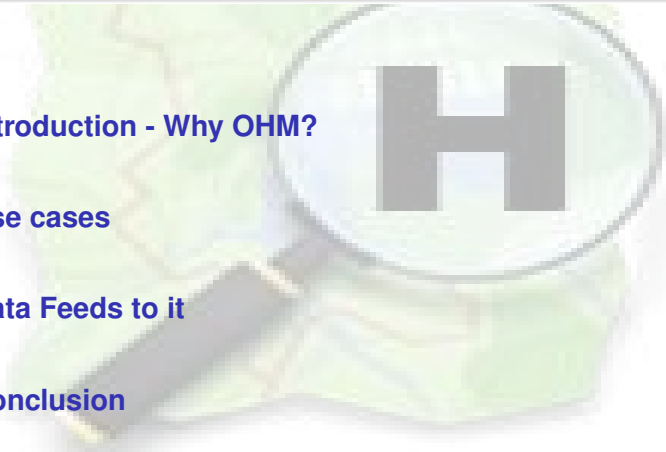 troduction - Why OHM?
H
se cases
ata Feeds to it
onclusion